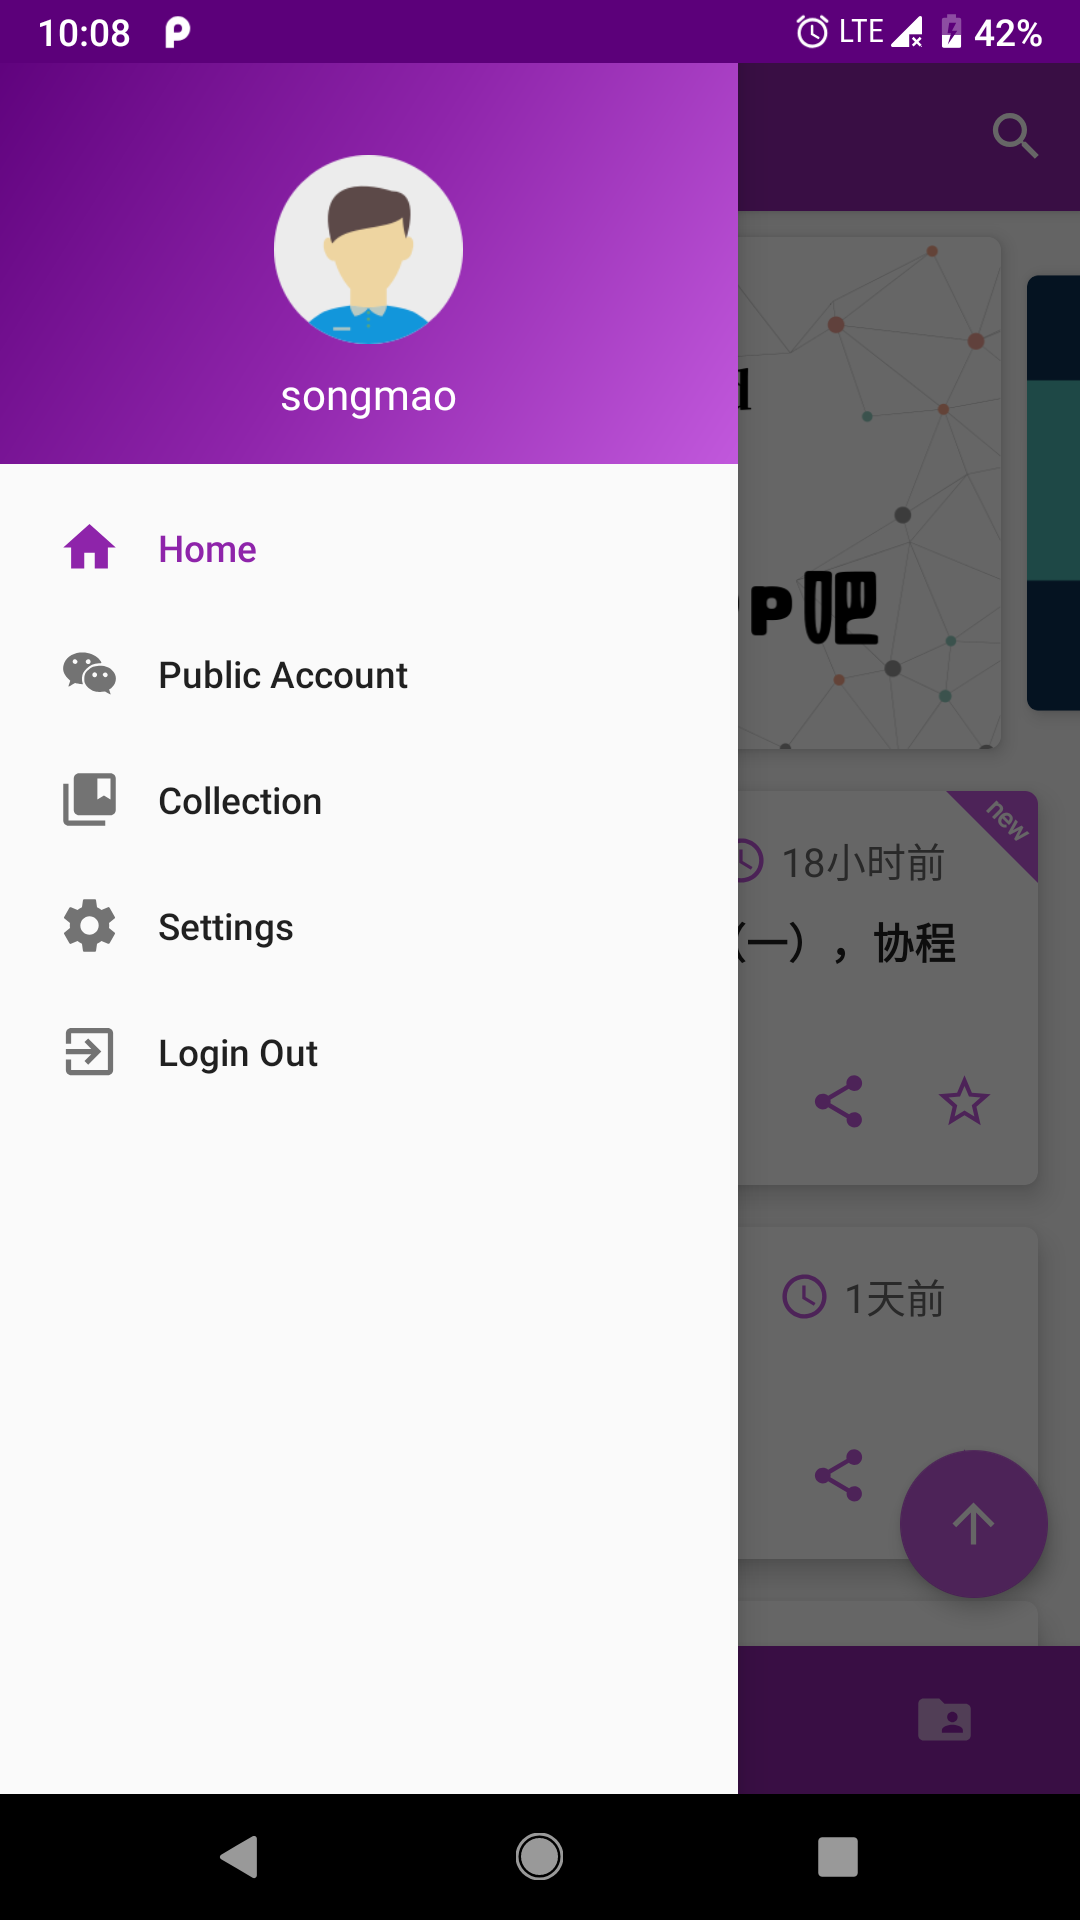 10:08
LTE
42%
songmao
Home
Public Account
Collection
Settings
Login Out
P吧
new
18小时前
(一），协程
1天前